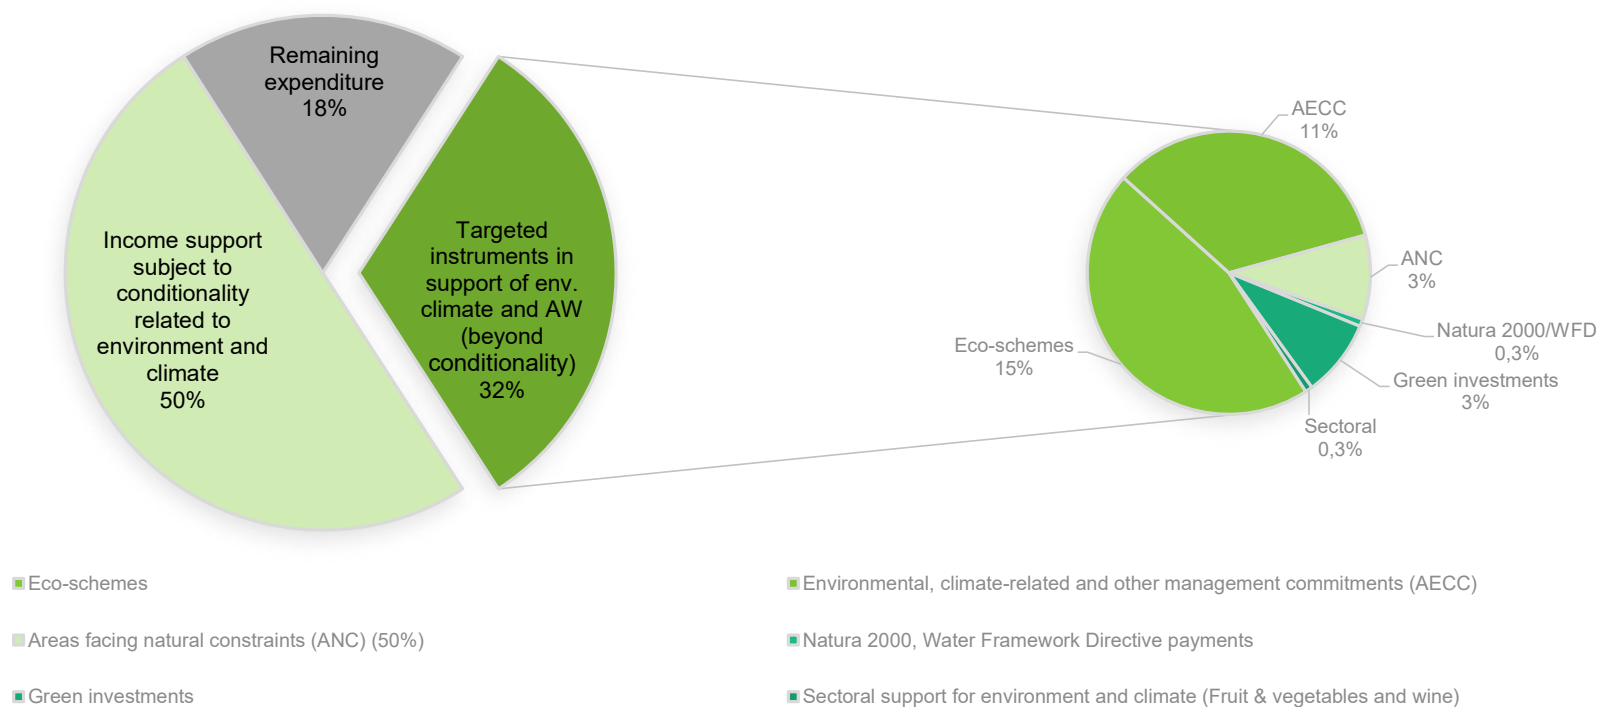 Remaining
expenditure
18%
Income support
subject to
conditionality
related to
environment and
climate
50%
Targeted
instruments in
support of env.
climate and AW
(beyond
conditionality)
32%
AECC
11%
ANC
3%
Natura 2000/WFD
0,3%
Green investments
3%
Sectoral
0,3%
Eco-schemes
15%
Eco-schemes
Environmental, climate-related and other management commitments (AECC)
Areas facing natural constraints (ANC) (50%)
Natura 2000, Water Framework Directive payments
Green investments
Sectoral support for environment and climate (Fruit & vegetables and wine)